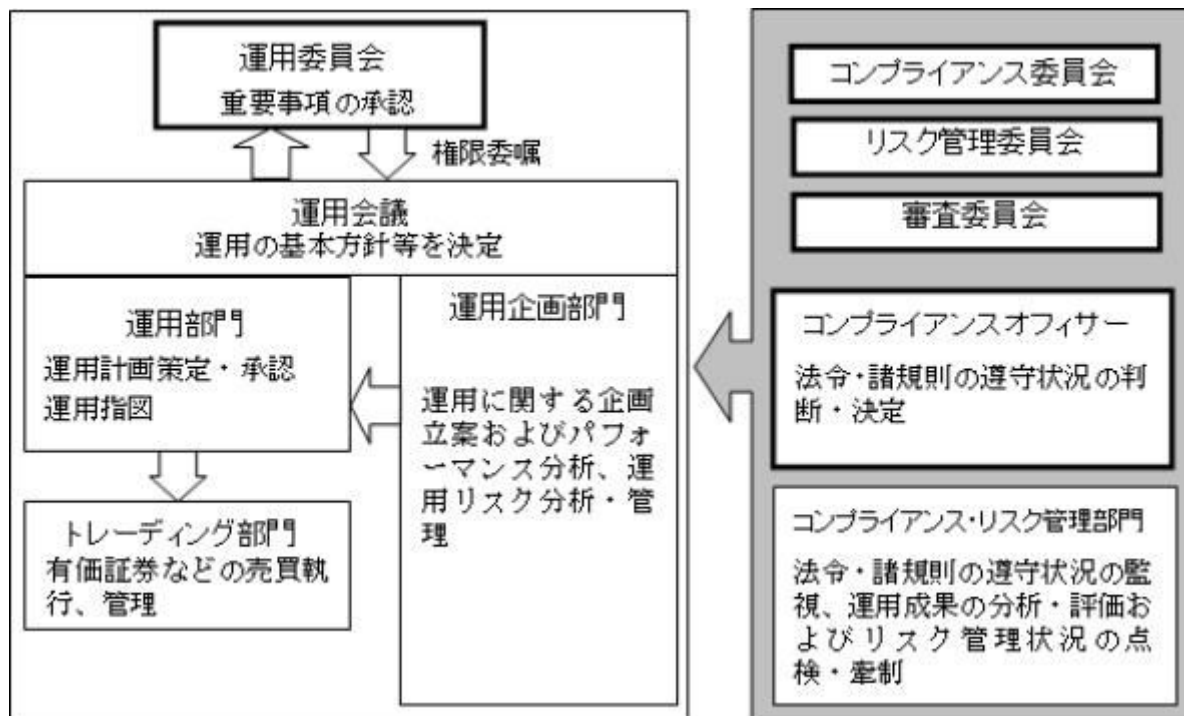 運用委員会
重要事項の承認
権限委嘱
運用会議
運用の基本方針等を決定
運用部門
運用計画策定・承認
運用指図
運用企画部門
運用に関する企画
立案およびパフォ
ーマンス分析、運
用リスク分析・管
理
トレーディング部門
有価証券などの売買執
行、管理
コンプライアンス委員会
リスク管理委員会
審査委員会
コンプライアンスオフィサー
法令・諸規則の遵守状況の判
断・決定
コンプライアンス・リスク管理部門
法令・諸規則の遵守状況の監
視、運用成果の分析・評価お
よびリスク管理状況の点
検・牽制